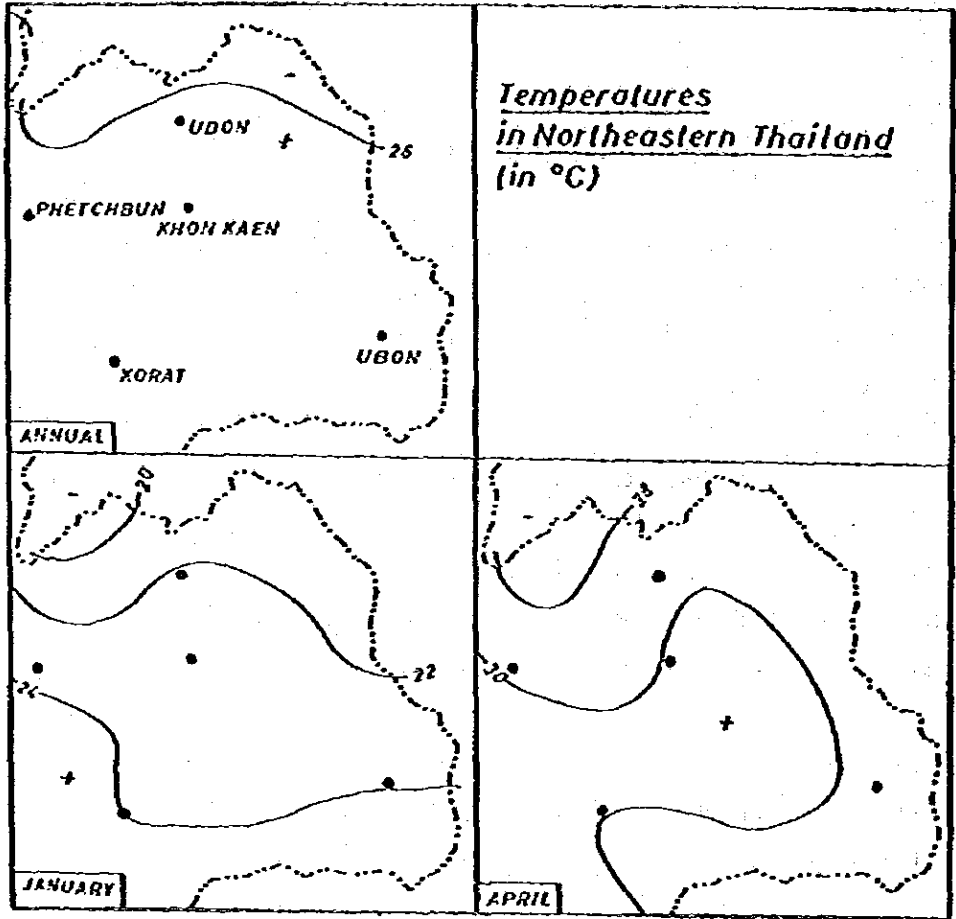 Temperatures
in Northeastern Thailand
(in °C)
UDON
26
PHETCHBUN
KHON KAEN
UBON
KORAT
ANNUAL
20
22
24
JANUARY
28
30
APRIL